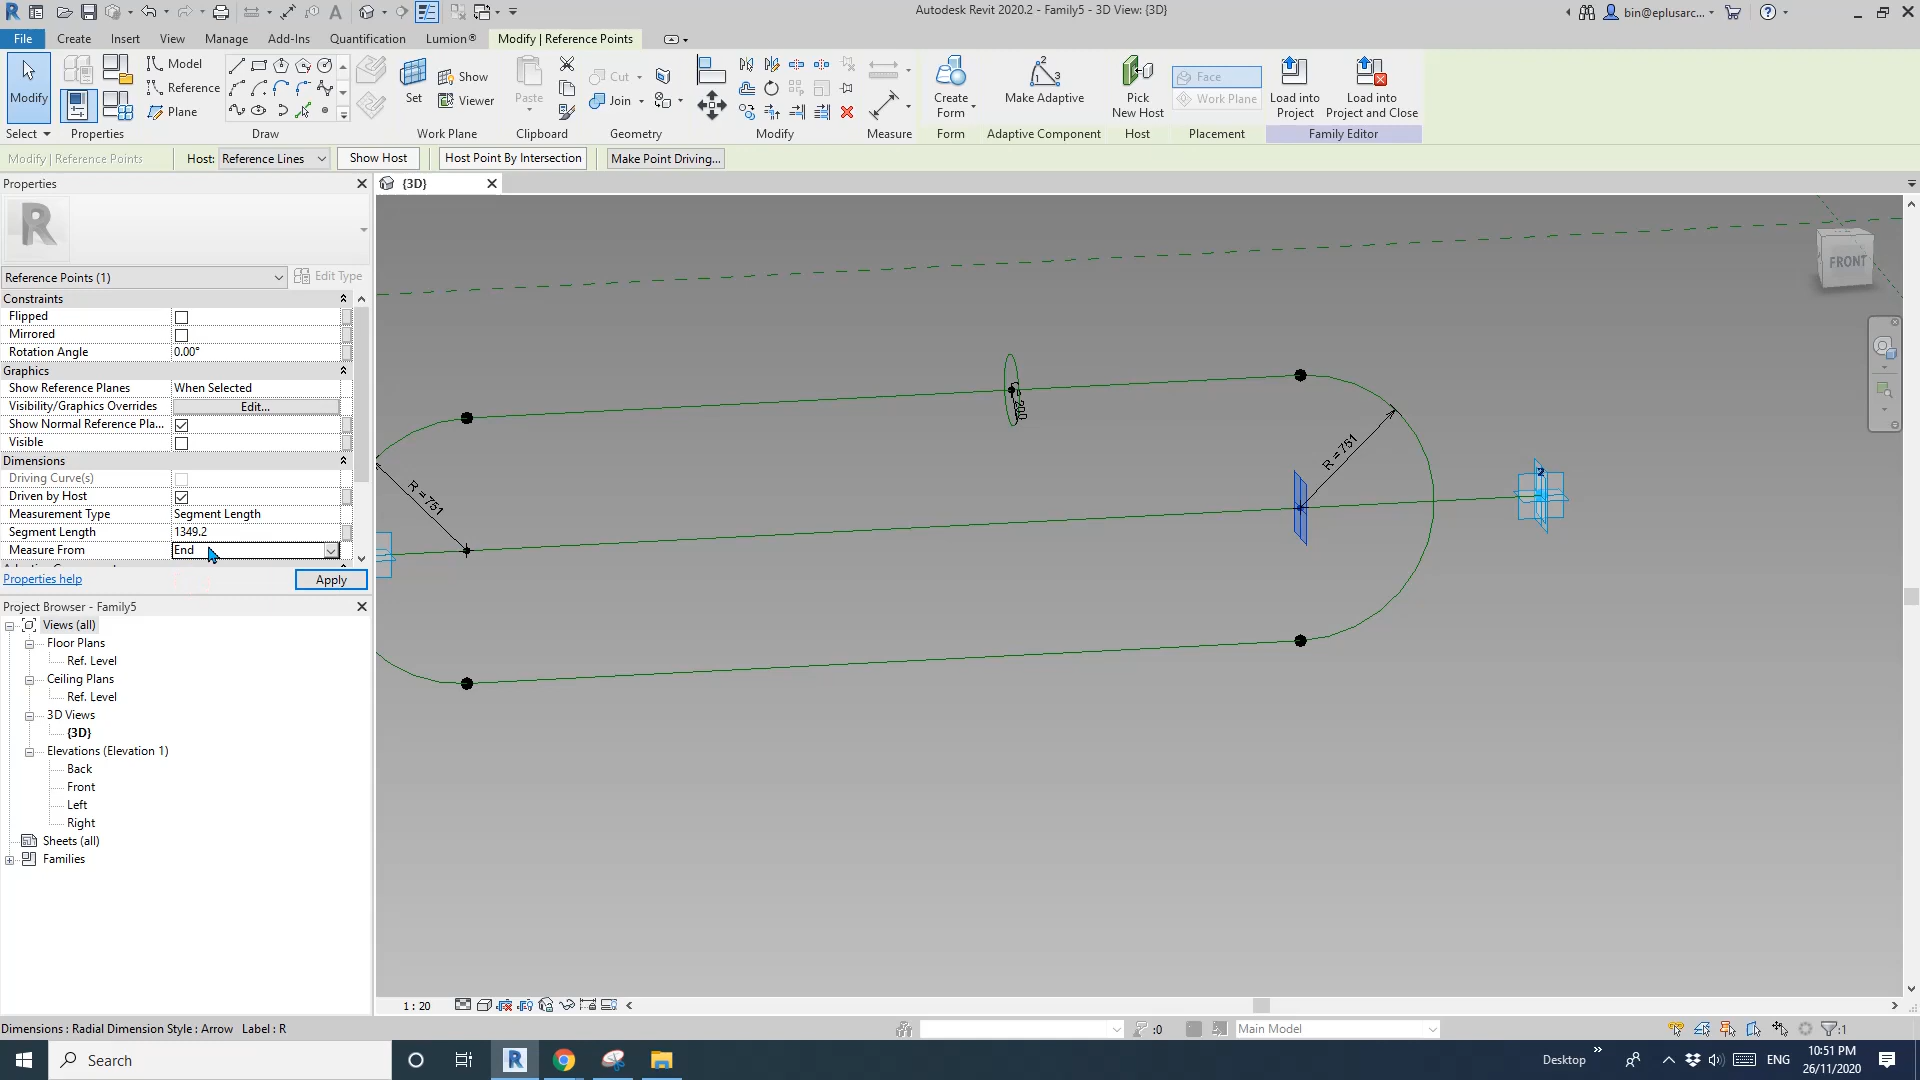 Autodesk Revit 2020.2 - Family5 - 3D View: {3D}
bin@eplusarc...
File Create Insert View Manage Add-Ins Quantification Lumion® Modify | Reference Points
Modify
Select
Properties
Model
Reference
Plane
Draw
Set
Show
Viewer
Work Plane
Paste
Clipboard
Cut
Join
Geometry
Modify
Measure
Create Form
Form
Make Adaptive
Adaptive Component
Pick New Host
Host
Face
Work Plane
Placement
Load into Project
Load into Project and Close
Family Editor
Modify | Reference Points
Host: Reference Lines
Show Host
Host Point By Intersection
Make Point Driving...
Properties
{3D}
R
Reference Points (1)
Edit Type
Constraints
Flipped
Mirrored
Rotation Angle 0.00°
Graphics
Show Reference Planes When Selected
Visibility/Graphics Overrides Edit...
Show Normal Reference Pla...
Visible
Dimensions
Driving Curve(s)
Driven by Host
Measurement Type Segment Length
Segment Length 1349.2
Measure From End
Properties help
Apply
Project Browser - Family5
Views (all)
Floor Plans
Ref. Level
Ceiling Plans
Ref. Level
3D Views
{3D}
Elevations (Elevation 1)
Back
Front
Left
Right
Sheets (all)
Families
R = 751
R = 751
2
FRONT
1 : 20
Dimensions : Radial Dimension Style : Arrow Label : R
:0
Main Model
:1
Search
Desktop
ENG
10:51 PM
26/11/2020